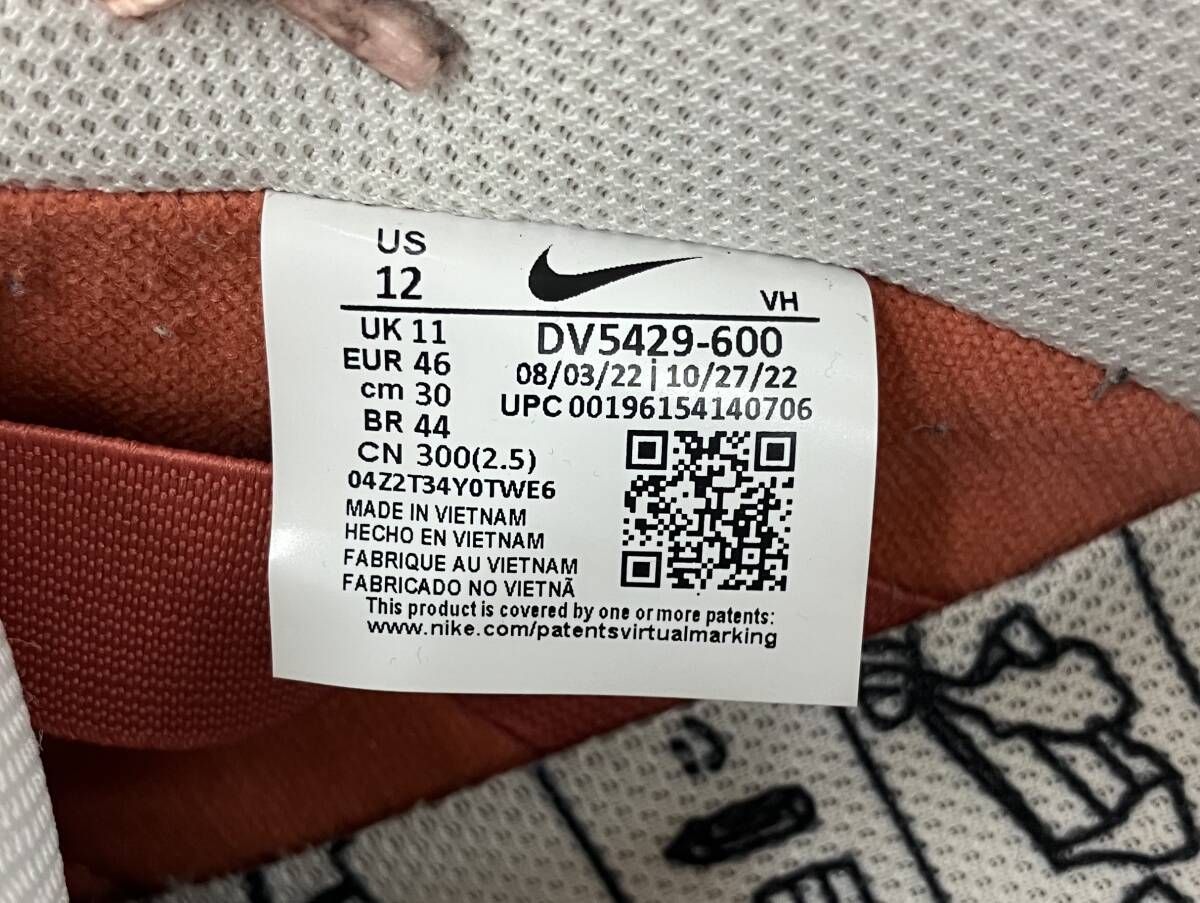 US
12
VH
UK 11
EUR 46
cm 30
BR 44
CN 300(2.5)
04Z2T34Y0TWE6
DV5429-600
08/03/22 | 10/27/22
UPC 00196154140706
MADE IN VIETNAM
HECHO EN VIETNAM
FABRIQUE AU VIETNAM
FABRICADO NO VIETNÃ
This product is covered by one or more patents:
www.nike.com/patentsvirtualmarking